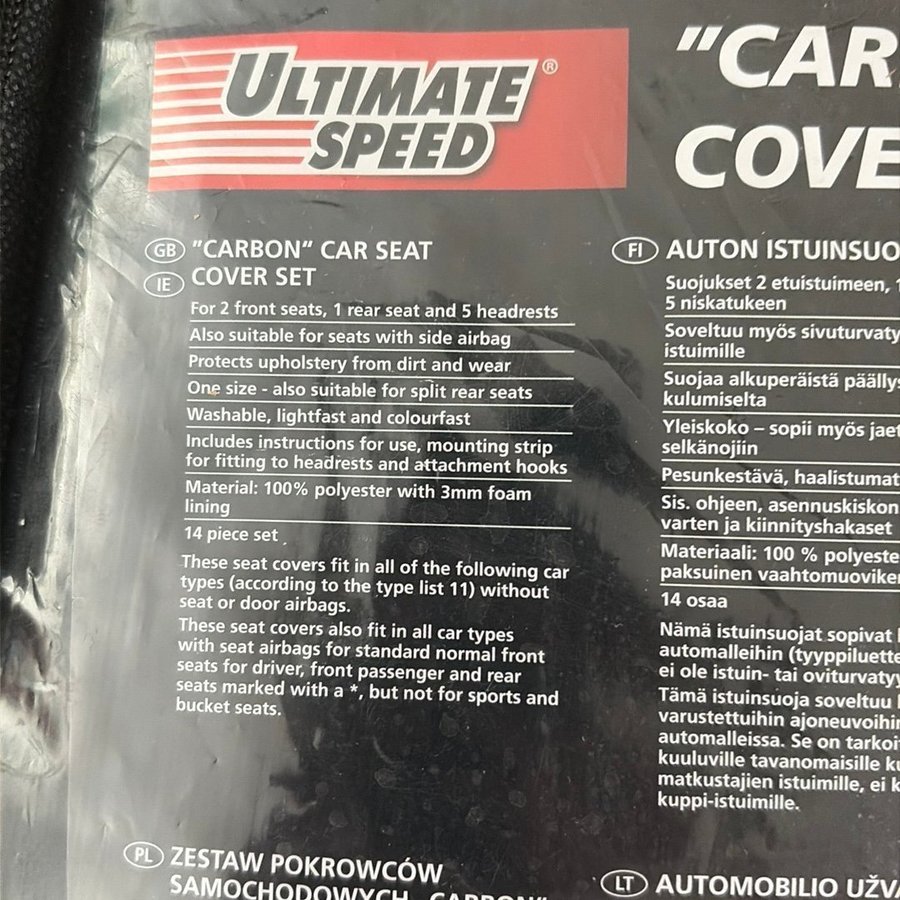 ULTIMATE SPEED®
"CAR
COVE
GB "CARBON“ CAR SEAT
IE COVER SET
For 2 front seats, 1 rear seat and 5 headrests
Also suitable for seats with side airbag
Protects upholstery from dirt and wear
One size - also suitable for split rear seats
Washable, lightfast and colourfast
Includes instructions for use, mounting strip
for fitting to headrests and attachment hooks
Material: 100% polyester with 3mm foam
lining
14 piece set
These seat covers fit in all of the following car
types (according to the type list 11) without
seat or door airbags.
These seat covers also fit in all car types
with seat airbags for standard normal front
seats for driver, front passenger and rear
seats marked with a *, but not for sports and
bucket seats.
FI AUTON ISTUINSUO
Suojukset 2 etuistuimeen, 1
5 niskatukeen
Soveltuu myös sivuturvaty
istuimille
Suojaa alkuperäistä päällys
kulumiselta
Yleiskoko – sopii myös jaet
selkänojiin
Pesunkestävä, haalistumat
Sis. ohjeen, asennuskiskon
varten ja kiinnityshakaset
Materiaali: 100 % polyeste
paksuinen vaahtomuoviker
14 osaa
Nämä istuinsuojat sopivat
automalleihin (tyyppiluette
ei ole istuin- tai oviturvatyy
Tämä istuinsuoja soveltuu
varustettuihin ajoneuvoihin
automalleissa. Se on tarkoit
kuuluville tavanomaisille ku
matkustajien istuimille, ei k
kuppi-istuimille.
PL ZESTAW POKROWCÓW
SAMOCHODOWYCH „CARBON“
LT AUTOMOBILIO UŽVA